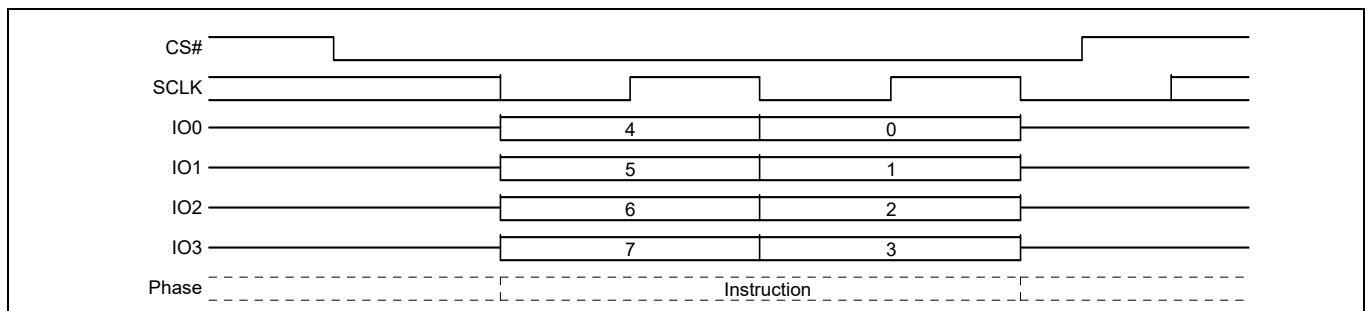 CS#
SCLK
IO0 4 0
IO1 5 1
IO2 6 2
IO3 7 3
Phase Instruction